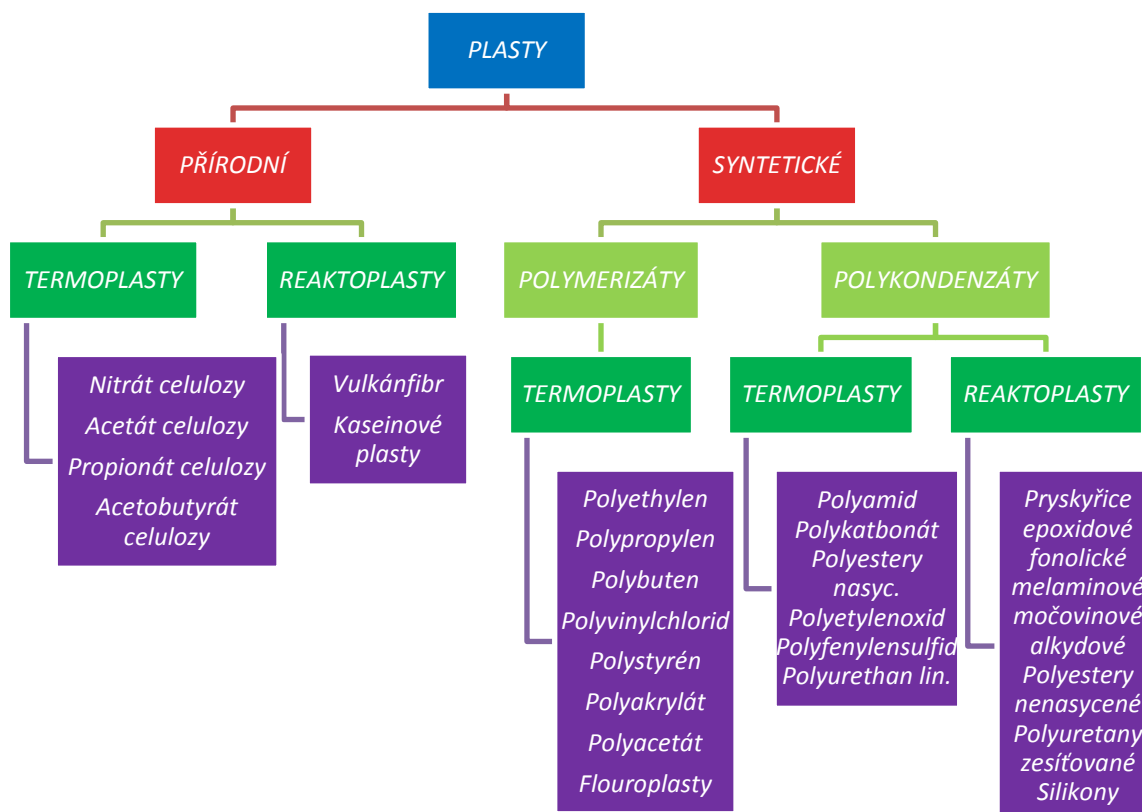 PLASTY
PŘÍRODNÍ
SYNTETICKÉ
TERMOPLASTY
REAKTOPLASTY
POLYMERIZÁTY
POLYKONDENZÁTY
Nitrát celulozy
Acetát celulozy
Propionát celulozy
Acetobutyrát
celulozy
Vulkánfibr
Kaseinové
plasty
TERMOPLASTY
TERMOPLASTY
REAKTOPLASTY
Polyethylen
Polypropylen
Polybuten
Polyvinylchlorid
Polystyrén
Polyakrylát
Polyacetát
Flouroplasty
Polyamid
Polykatbonát
Polyestery
nasyc.
Polyetylenoxid
Polyfenylensulfid
Polyurethan lin.
Pryskyřice
epoxidové
fonolické
melaminové
močovinové
alkydové
Polyestery
nenasycené
Polyuretany
zesíťované
Silikony